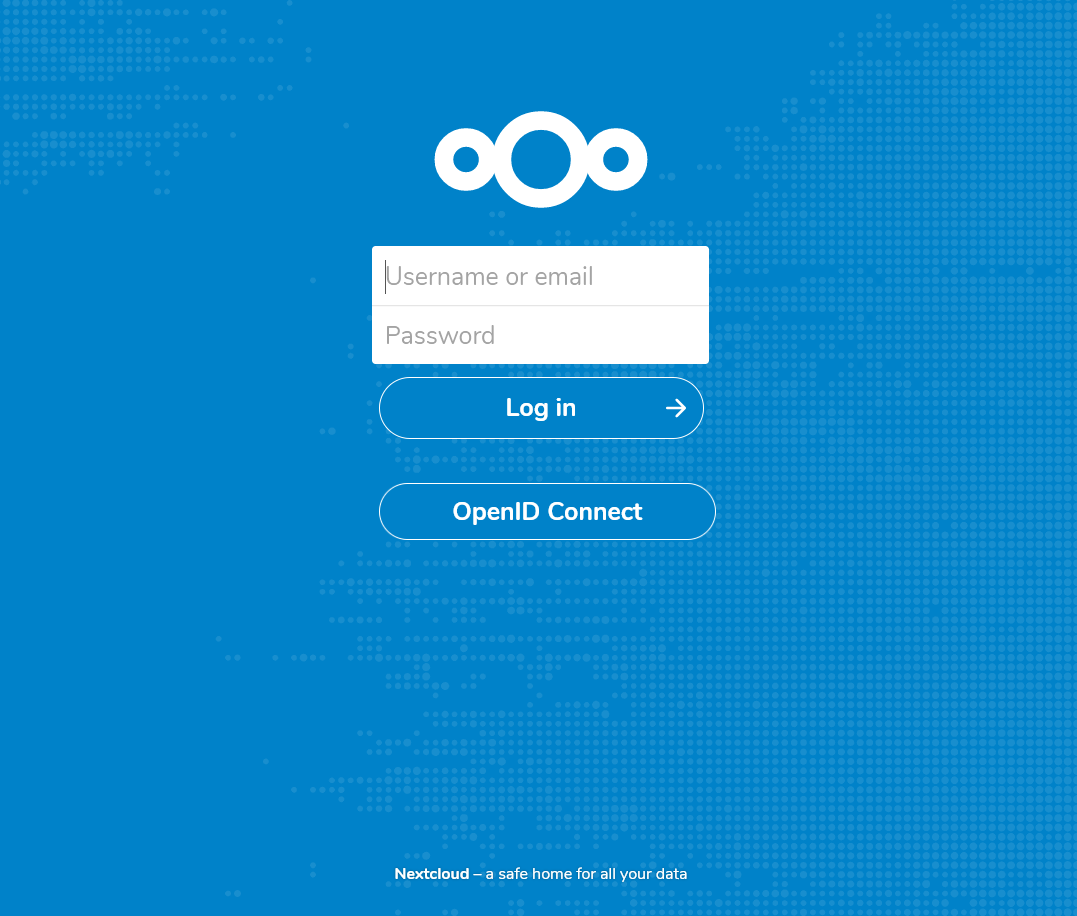 Username or email
Password
Log in
OpenID Connect
Nextcloud – a safe home for all your data